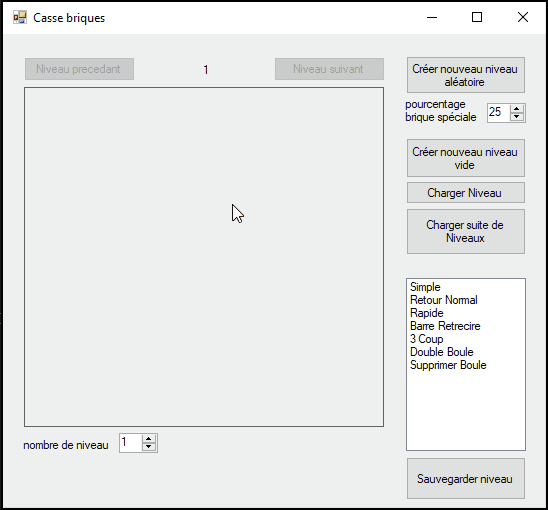 Casse briques
Niveau precedant
1
Niveau suivant
Créer nouveau niveau
aléatoire
pourcentage
brique spéciale
25
Créer nouveau niveau
vide
Charger Niveau
Charger suite de
Niveaux
Simple
Retour Normal
Rapide
Barre Retrecire
3 Coup
Double Boule
Supprimer Boule
nombre de niveau
1
Sauvegarder niveau